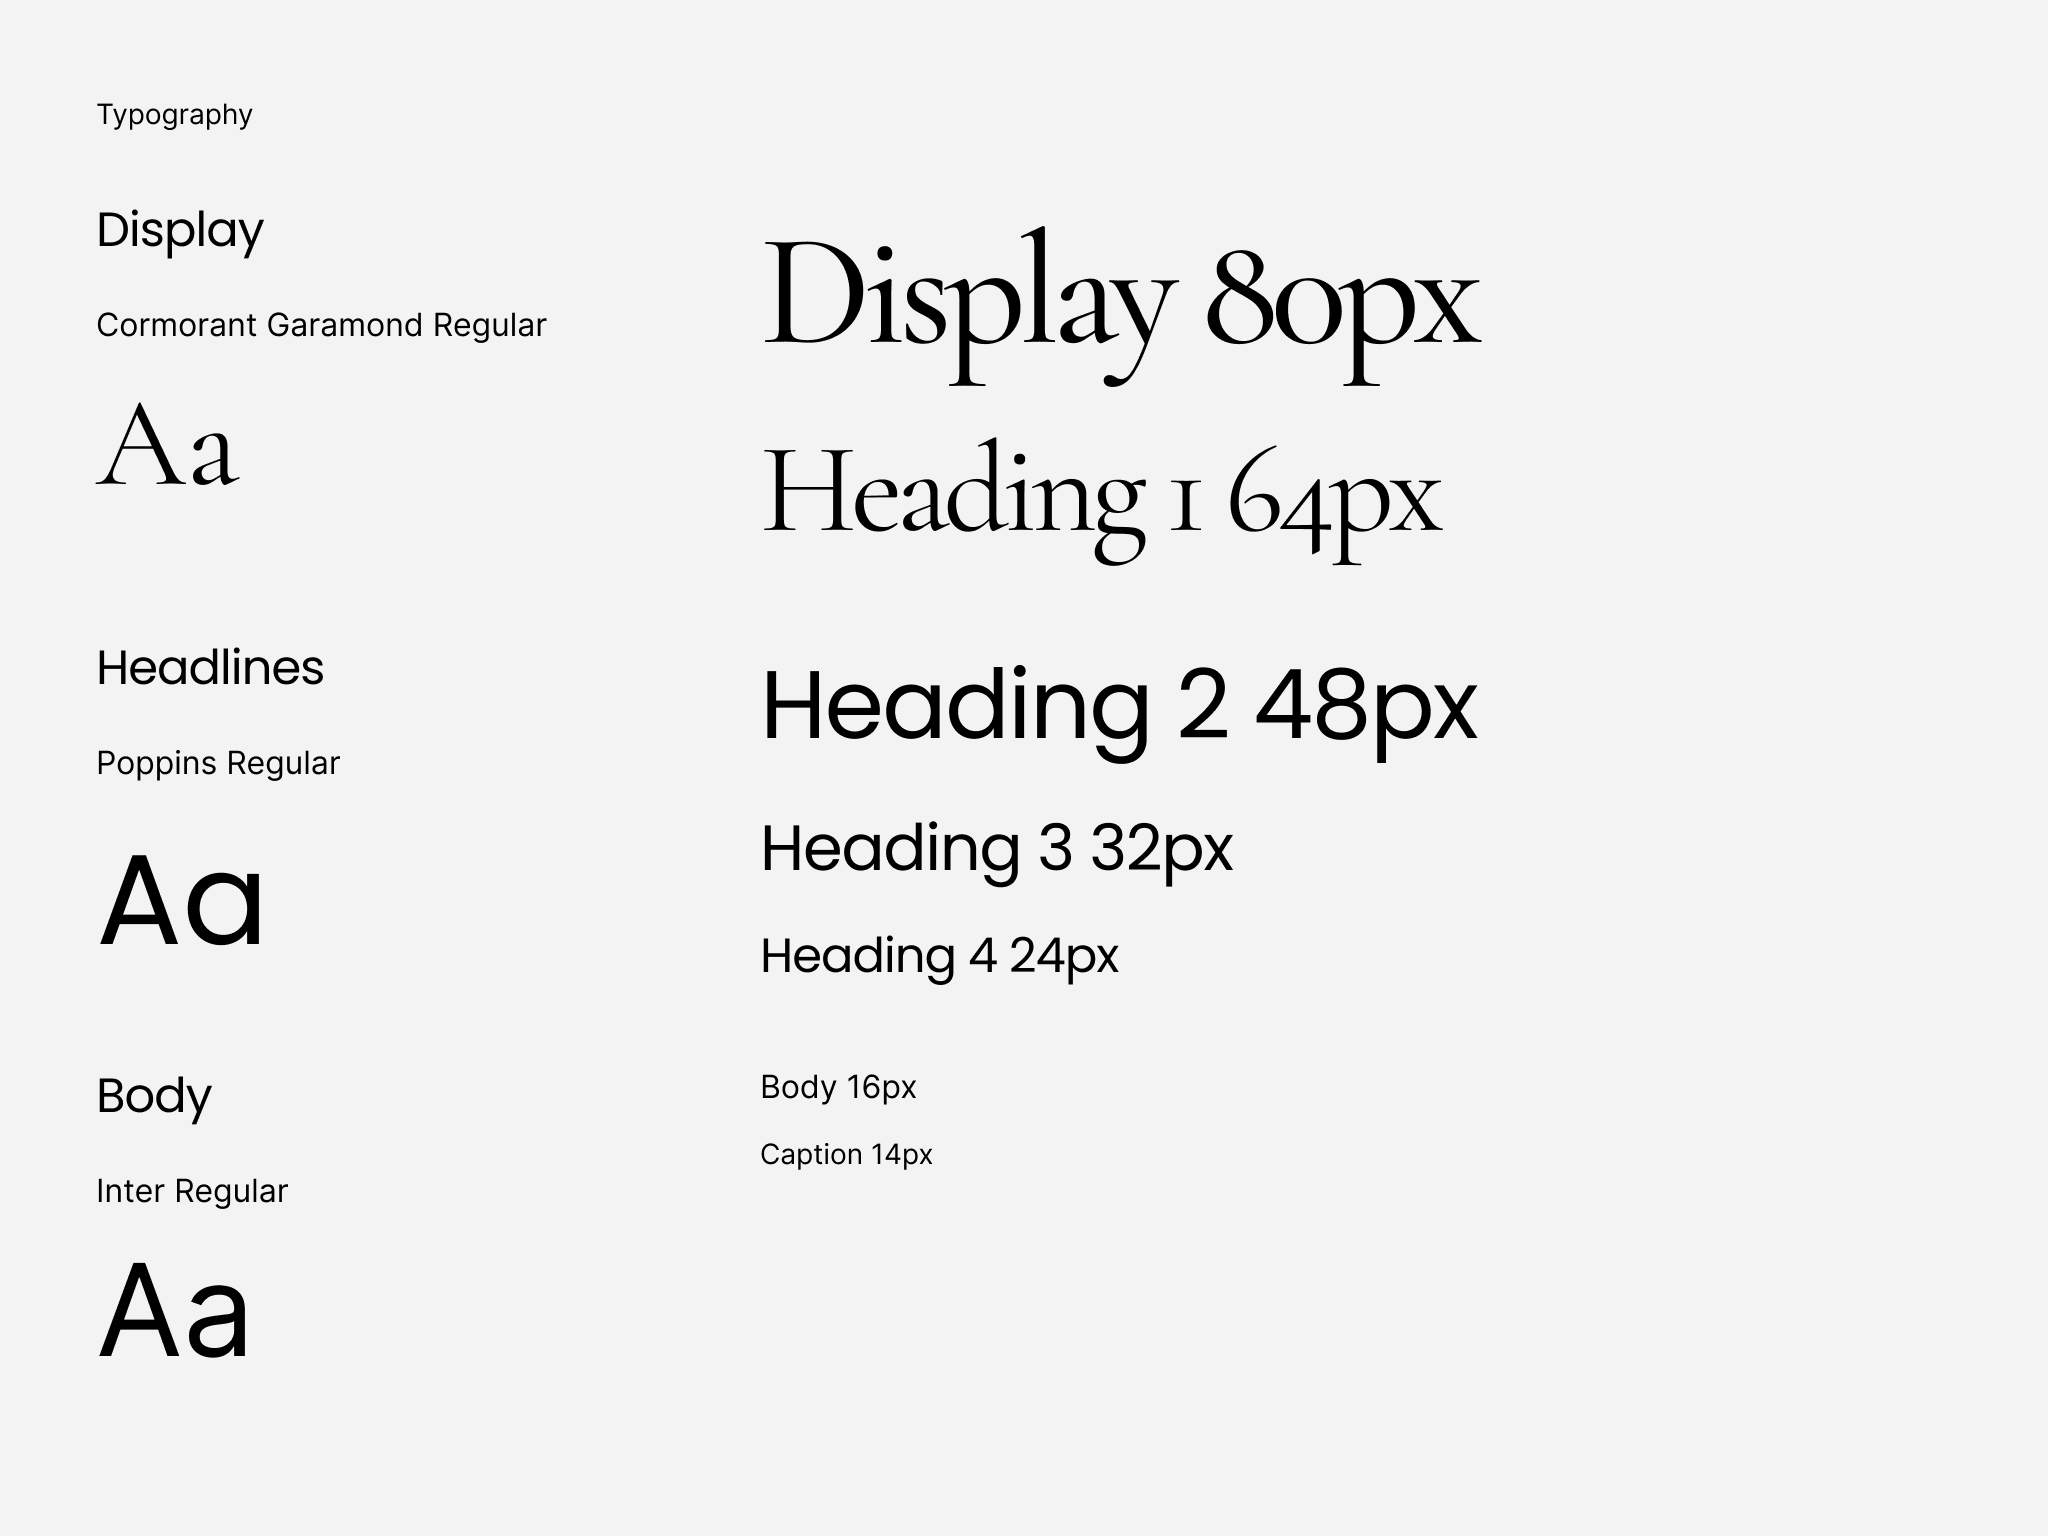 Typography
Display
Cormorant Garamond Regular
Aa
Display 80px
Heading 1 64px
Headlines
Poppins Regular
Aa
Heading 2 48px
Heading 3 32px
Heading 4 24px
Body
Inter Regular
Aa
Body 16px
Caption 14px